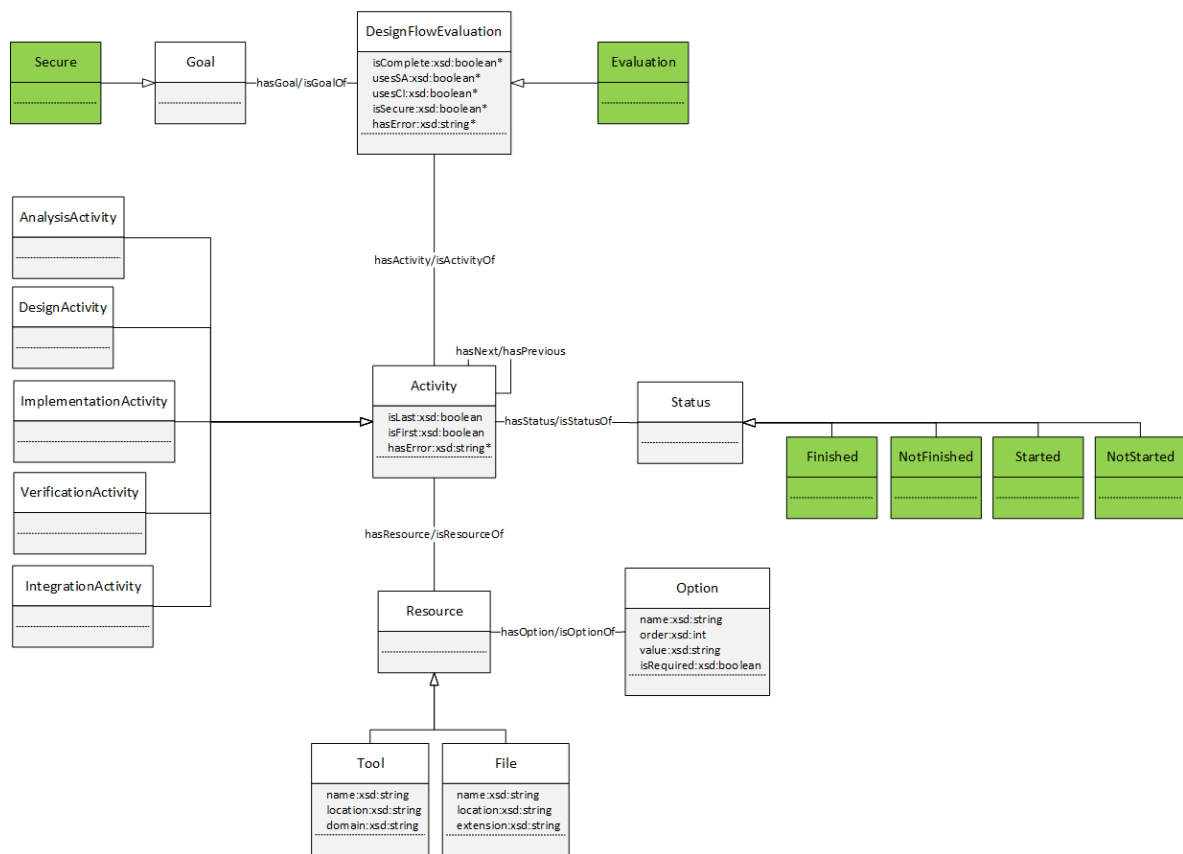 DesignFlowEvaluation
isComplete:xsd:boolean*
usesSA:xsd:boolean*
usesCI:xsd:boolean*
isSecure:xsd:boolean*
hasError:xsd:string*
Secure
Goal
hasGoal/isGoalOf
Evaluation
AnalysisActivity
DesignActivity
ImplementationActivity
VerificationActivity
IntegrationActivity
hasActivity/isActivityOf
hasNext/hasPrevious
Activity
isLast:xsd:boolean
isFirst:xsd:boolean
hasError:xsd:string*
hasStatus/isStatusOf
Status
Finished
NotFinished
Started
NotStarted
hasResource/isResourceOf
Resource
hasOption/isOptionOf
Option
name:xsd:string
order:xsd:int
value:xsd:string
isRequired:xsd:boolean
Tool
name:xsd:string
location:xsd:string
domain:xsd:string
File
name:xsd:string
location:xsd:string
extension:xsd:string